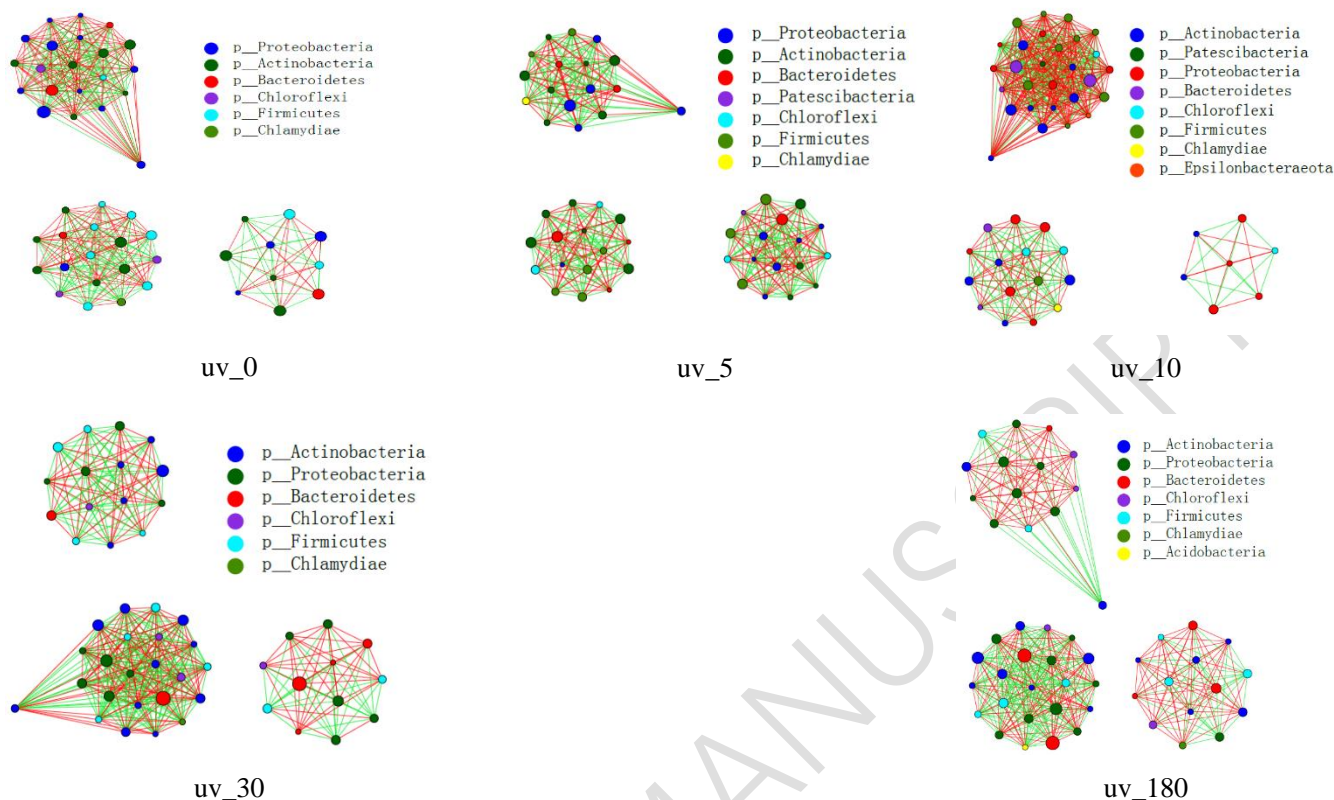 p__Proteobacteria
p__Actinobacteria
p__Bacteroidetes
p__Chloroflexi
p__Firmicutes
p__Chlamydiae
uv_0
p__Proteobacteria
p__Actinobacteria
p__Bacteroidetes
p__Patescibacteria
p__Chloroflexi
p__Firmicutes
p__Chlamydiae
uv_5
p__Actinobacteria
p__Patescibacteria
p__Proteobacteria
p__Bacteroidetes
p__Chloroflexi
p__Firmicutes
p__Chlamydiae
p__Epsilonbacteraeota
uv_10
p__Actinobacteria
p__Proteobacteria
p__Bacteroidetes
p__Chloroflexi
p__Firmicutes
p__Chlamydiae
uv_30
p__Actinobacteria
p__Proteobacteria
p__Bacteroidetes
p__Chloroflexi
p__Firmicutes
p__Chlamydiae
p__Acidobacteria
uv_180
MANUSCRIPT